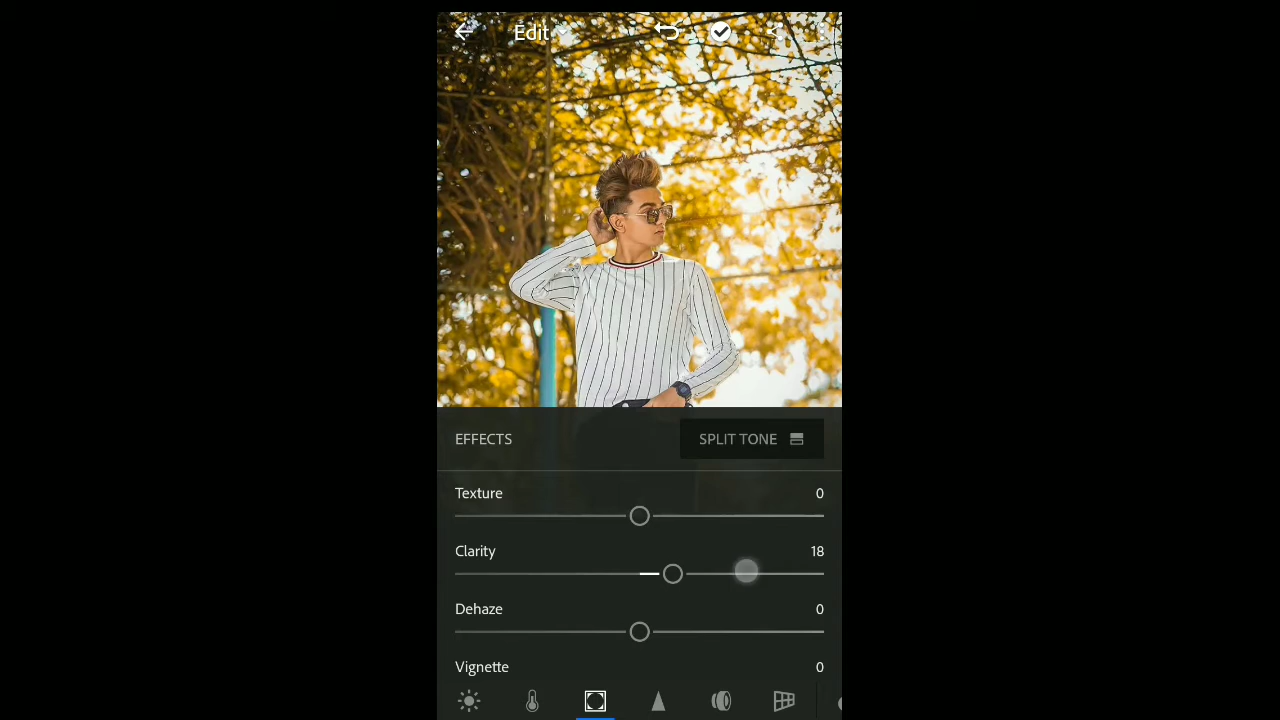 Edit
EFFECTS
SPLIT TONE
Texture 0
Clarity 18
Dehaze 0
Vignette 0